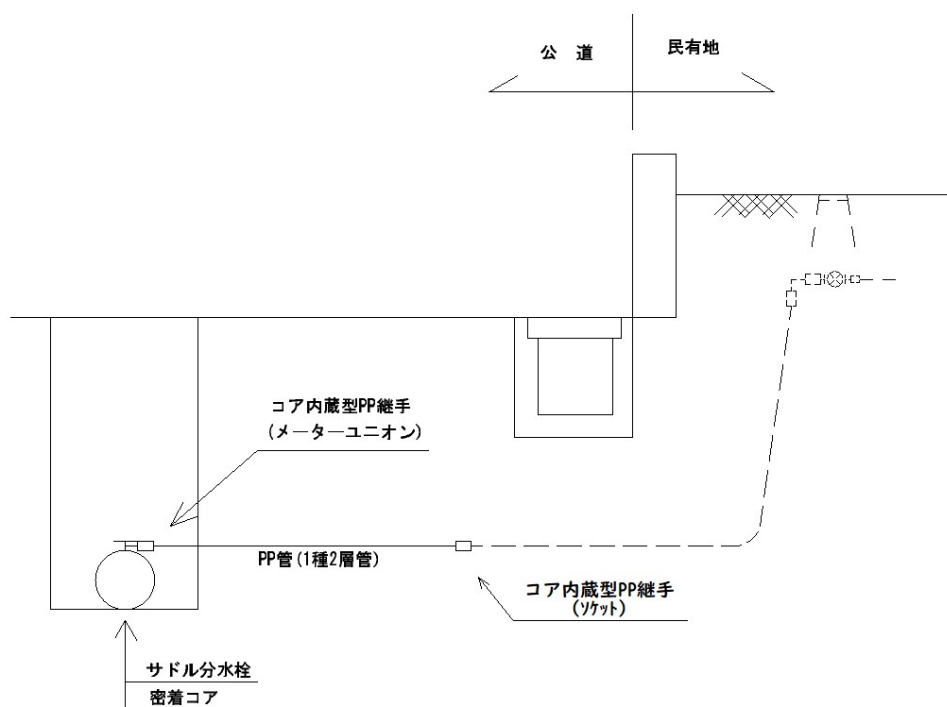 公 道
民有地
コア内蔵型PP継手
(メーターユニオン)
PP管(1種2層管)
コア内蔵型PP継手
(ソケット)
サドル分水栓
密着コア